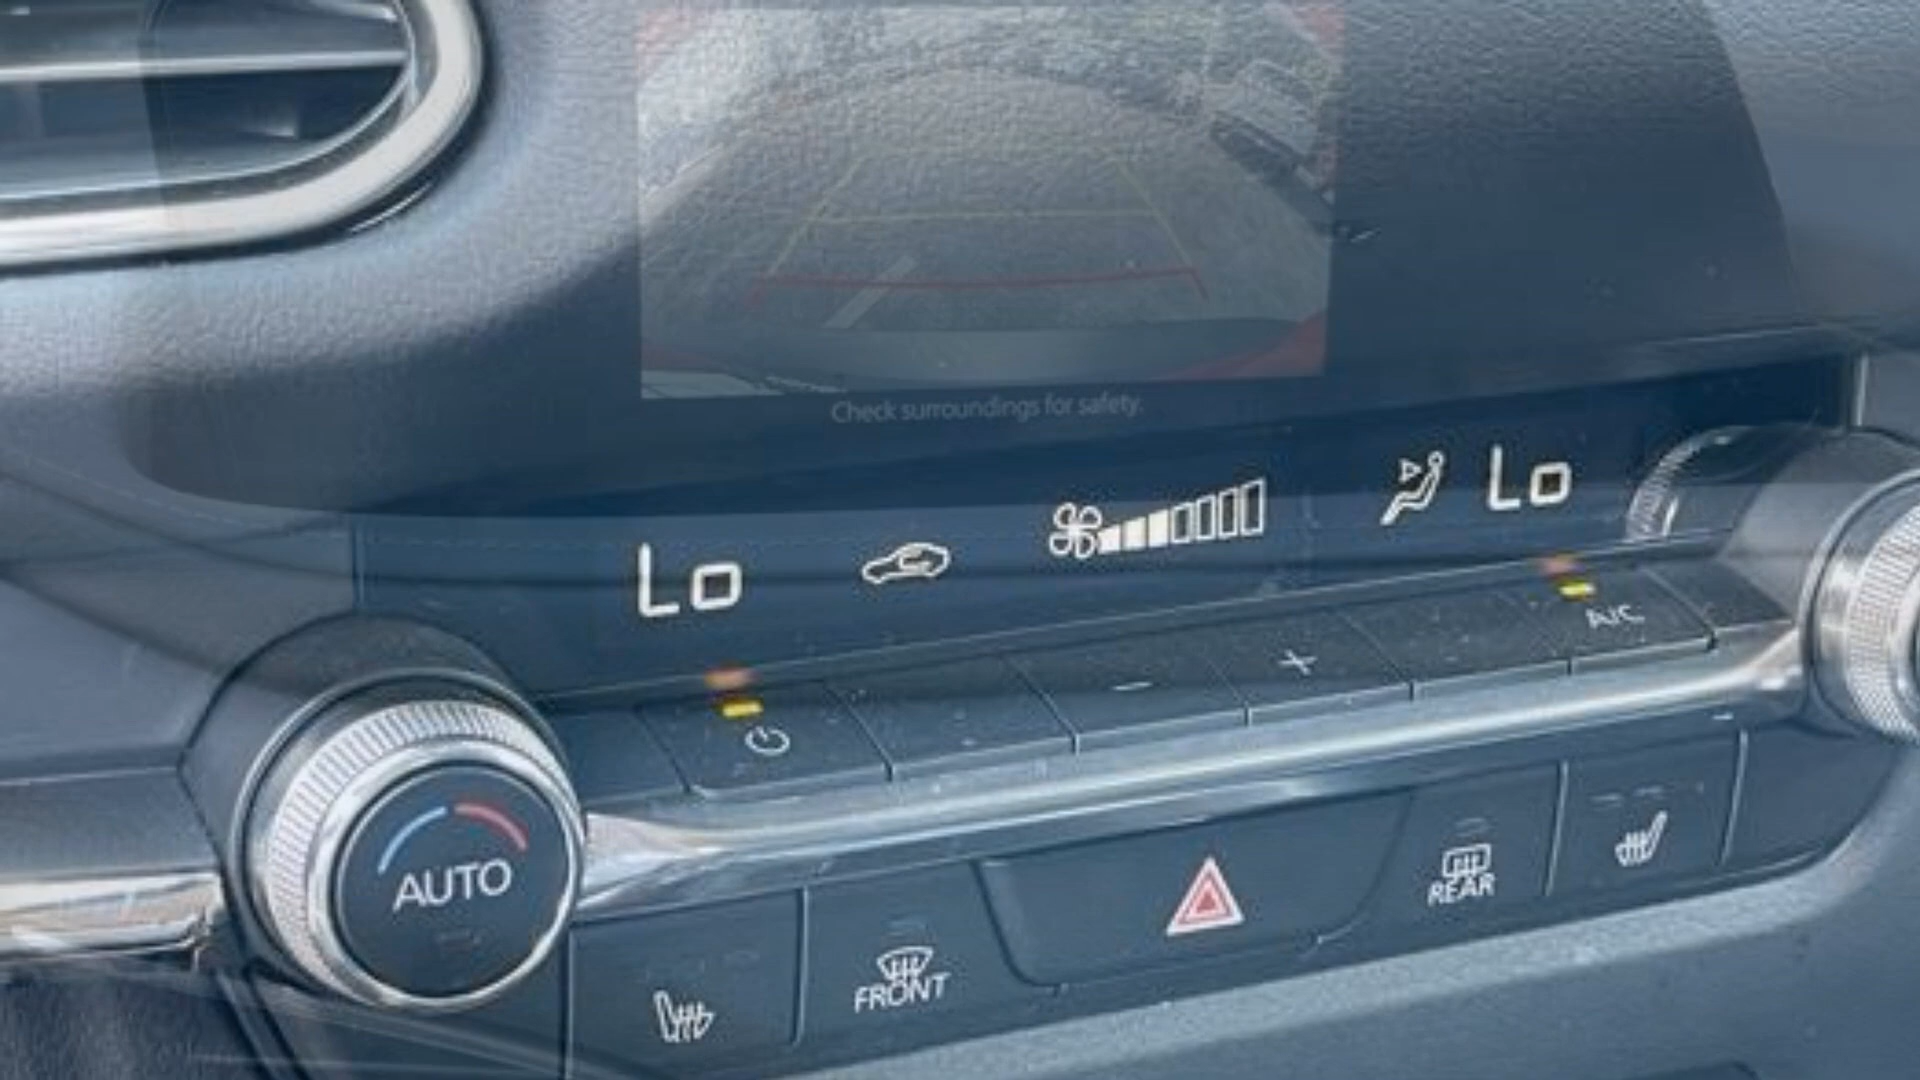 Check surroundings for safety.
Lo
Lo
A/C
- +
AUTO
FRONT
REAR